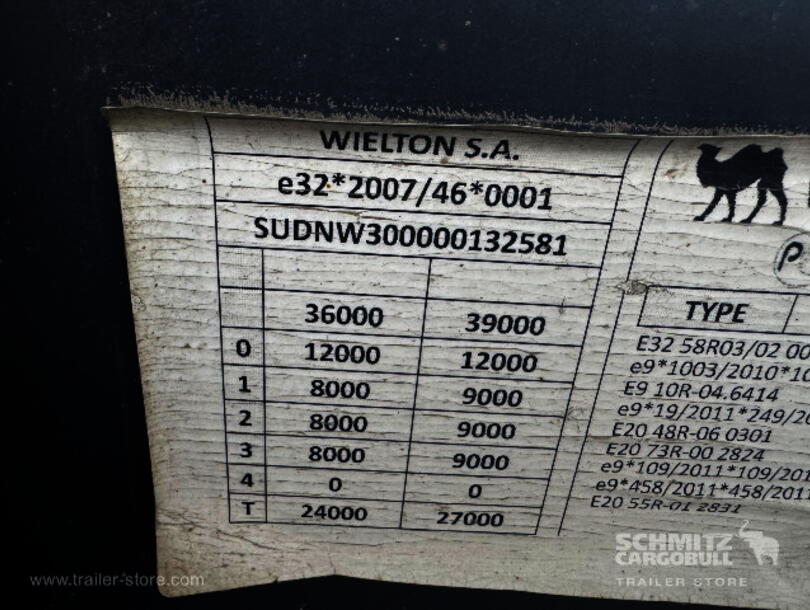 WIELTON S.A.
e32*2007/46*0001
SUDNW300000132581
36000 39000
0 12000 12000
1 8000 9000
2 8000 9000
3 8000 9000
4 0 0
T 24000 27000
P
TYPE
E32 58R03/02 00
e9*1003/2010*10
E9 10R-04.6414
e9*19/2011*249/20
E20 48R-06 0301
E20 73R-00 2824
e9*109/2011*109/201
e9*458/2011*458/2011
E20 55R-01 2831
SCHMITZ
CARGOBULL
TRAILER STORE
www.trailer-store.com